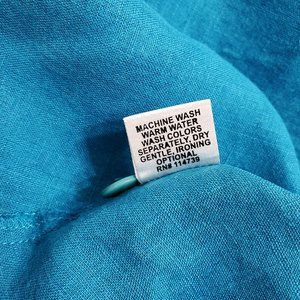 MACHINE WASH
WARM WATER
WASH COLORS
SEPARATELY, DRY
GENTLE, IRONING
OPTIONAL
RN# 114739